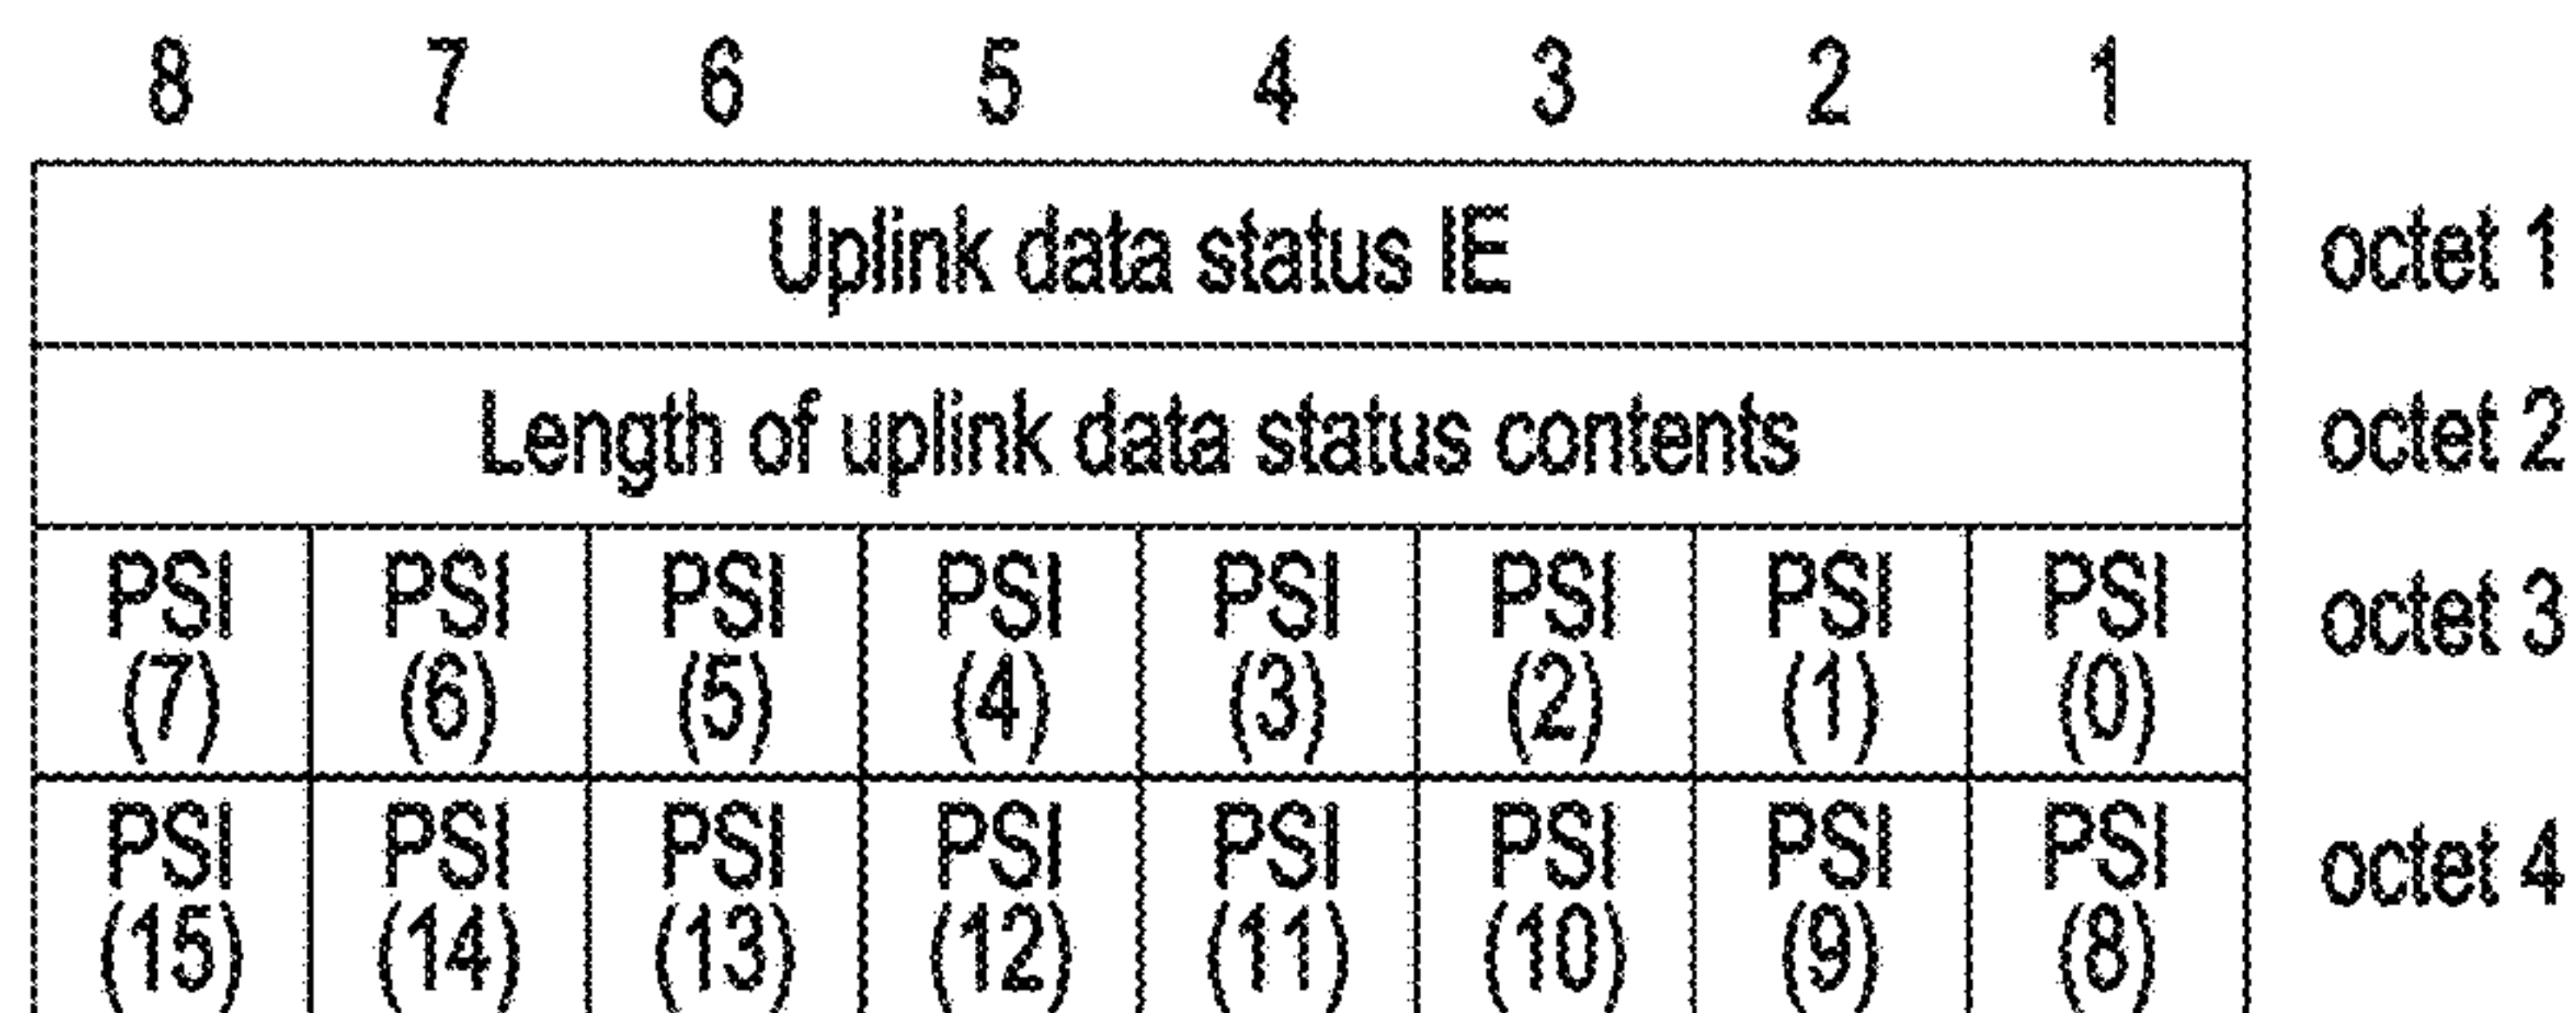 8 7 6 5 4 3 2 1
Uplink data status IE octet 1
Length of uplink data status contents octet 2
PSI PSI PSI PSI PSI PSI PSI PSI octet 3
(7) (6) (5) (4) (3) (2) (1) (0)
PSI PSI PSI PSI PSI PSI PSI PSI octet 4
(15) (14) (13) (12) (11) (10) (9) (8)